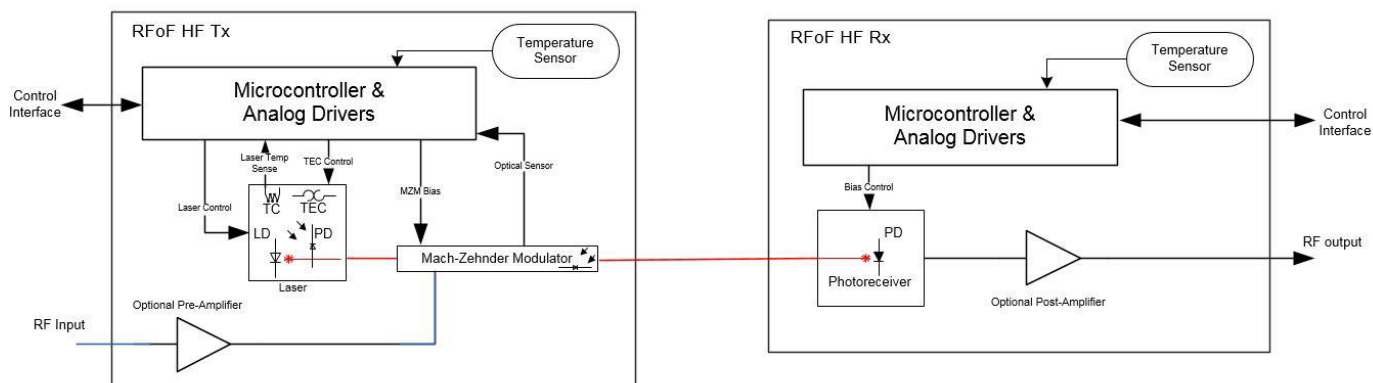 RFoF HF Tx
Temperature
Sensor
Microcontroller &
Analog Drivers
Control
Interface
Laser Temp
Sense
TEC Control
MZM Bias
Optical Sensor
Laser Control
TC
TEC
LD
PD
Laser
Mach-Zehnder Modulator
Optional Pre-Amplifier
RF Input
RFoF HF Rx
Temperature
Sensor
Microcontroller &
Analog Drivers
Control
Interface
Bias Control
PD
Photoreceiver
Optional Post-Amplifier
RF output